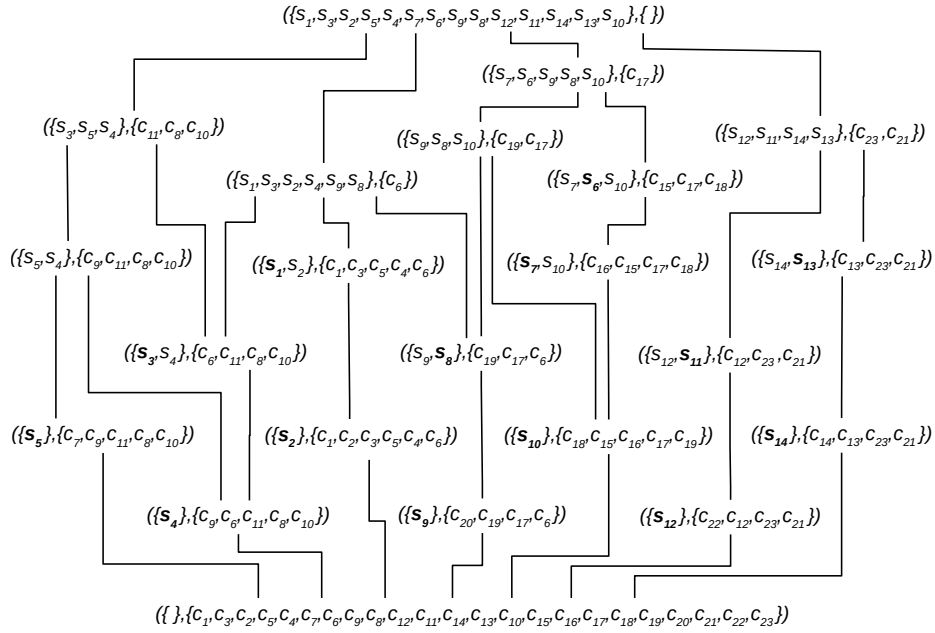 ({s1,s3,s2,s5,s4,s7,s6,s9,s8,s12,s11,s14,s13,s10},{ })
({s7,s6,s9,s8,s10},{c17})
({s3,s5,s4},{c11,c8,c10})
({s9,s8,s10},{c19,c17})
({s12,s11,s14,s13},{c23,c21})
({s1,s3,s2,s4,s9,s8},{c6})
({s7,s6,s10},{c15,c17,c18})
({s5,s4},{c9,c11,c8,c10})
({s1,s2},{c1,c3,c5,c4,c6})
({s7,s10},{c16,c15,c17,c18})
({s14,s13},{c13,c23,c21})
({s3,s4},{c6,c11,c8,c10})
({s9,s8},{c19,c17,c6})
({s12,s11},{c12,c23,c21})
({s5},{c7,c9,c11,c8,c10})
({s2},{c1,c2,c3,c5,c4,c6})
({s10},{c18,c15,c16,c17,c19})
({s14},{c14,c13,c23,c21})
({s4},{c9,c6,c11,c8,c10})
({s9},{c20,c19,c17,c6})
({s12},{c22,c12,c23,c21})
({ },{c1,c3,c2,c5,c4,c7,c6,c9,c8,c12,c11,c14,c13,c10,c15,c16,c17,c18,c19,c20,c21,c22,c23})